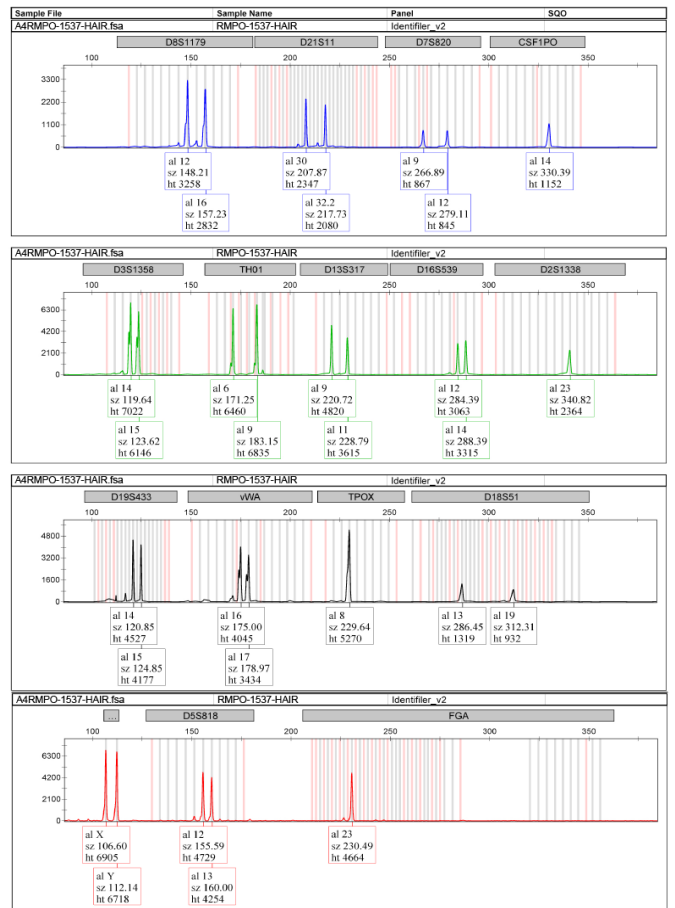 Sample File Sample Name Panel SQO
A4RMPO-1537-HAIR.fsa RMPO-1537-HAIR Identifiler_v2
D8S1179 D21S11 D7S820 CSF1PO
100 150 200 250 300 350
3300
2200
1100
0
al 12 al 30 al 9 al 14
sz 148.21 sz 207.87 sz 266.89 sz 330.39
ht 3258 ht 2347 ht 867 ht 1152
al 16 al 32.2 al 12
sz 157.23 sz 217.73 sz 279.11
ht 2832 ht 2080 ht 845
A4RMPO-1537-HAIR.fsa RMPO-1537-HAIR Identifiler_v2
D3S1358 TH01 D13S317 D16S539 D2S1338
100 150 200 250 300 350
6300
4200
2100
0
al 14 al 6 al 9 al 12 al 23
sz 119.64 sz 171.25 sz 220.72 sz 284.39 sz 340.82
ht 7022 ht 6460 ht 4820 ht 3063 ht 2364
al 15 al 9 al 11 al 14
sz 123.62 sz 183.15 sz 228.79 sz 288.39
ht 6146 ht 6835 ht 3615 ht 3315
A4RMPO-1537-HAIR.fsa RMPO-1537-HAIR Identifiler_v2
D19S433 vWA TPOX D18S51
100 150 200 250 300 350
4800
3200
1600
0
al 14 al 16 al 8 al 13 al 19
sz 120.85 sz 175.00 sz 229.64 sz 286.45 sz 312.31
ht 4527 ht 4045 ht 5270 ht 1319 ht 932
al 15 al 17
sz 124.85 sz 178.97
ht 4177 ht 3434
A4RMPO-1537-HAIR.fsa RMPO-1537-HAIR Identifiler_v2
... D5S818 FGA
100 150 200 250 300 350
6300
4200
2100
0
al X al 12 al 23
sz 106.60 sz 155.59 sz 230.49
ht 6905 ht 4729 ht 4664
al Y al 13
sz 112.14 sz 160.00
ht 6718 ht 4254